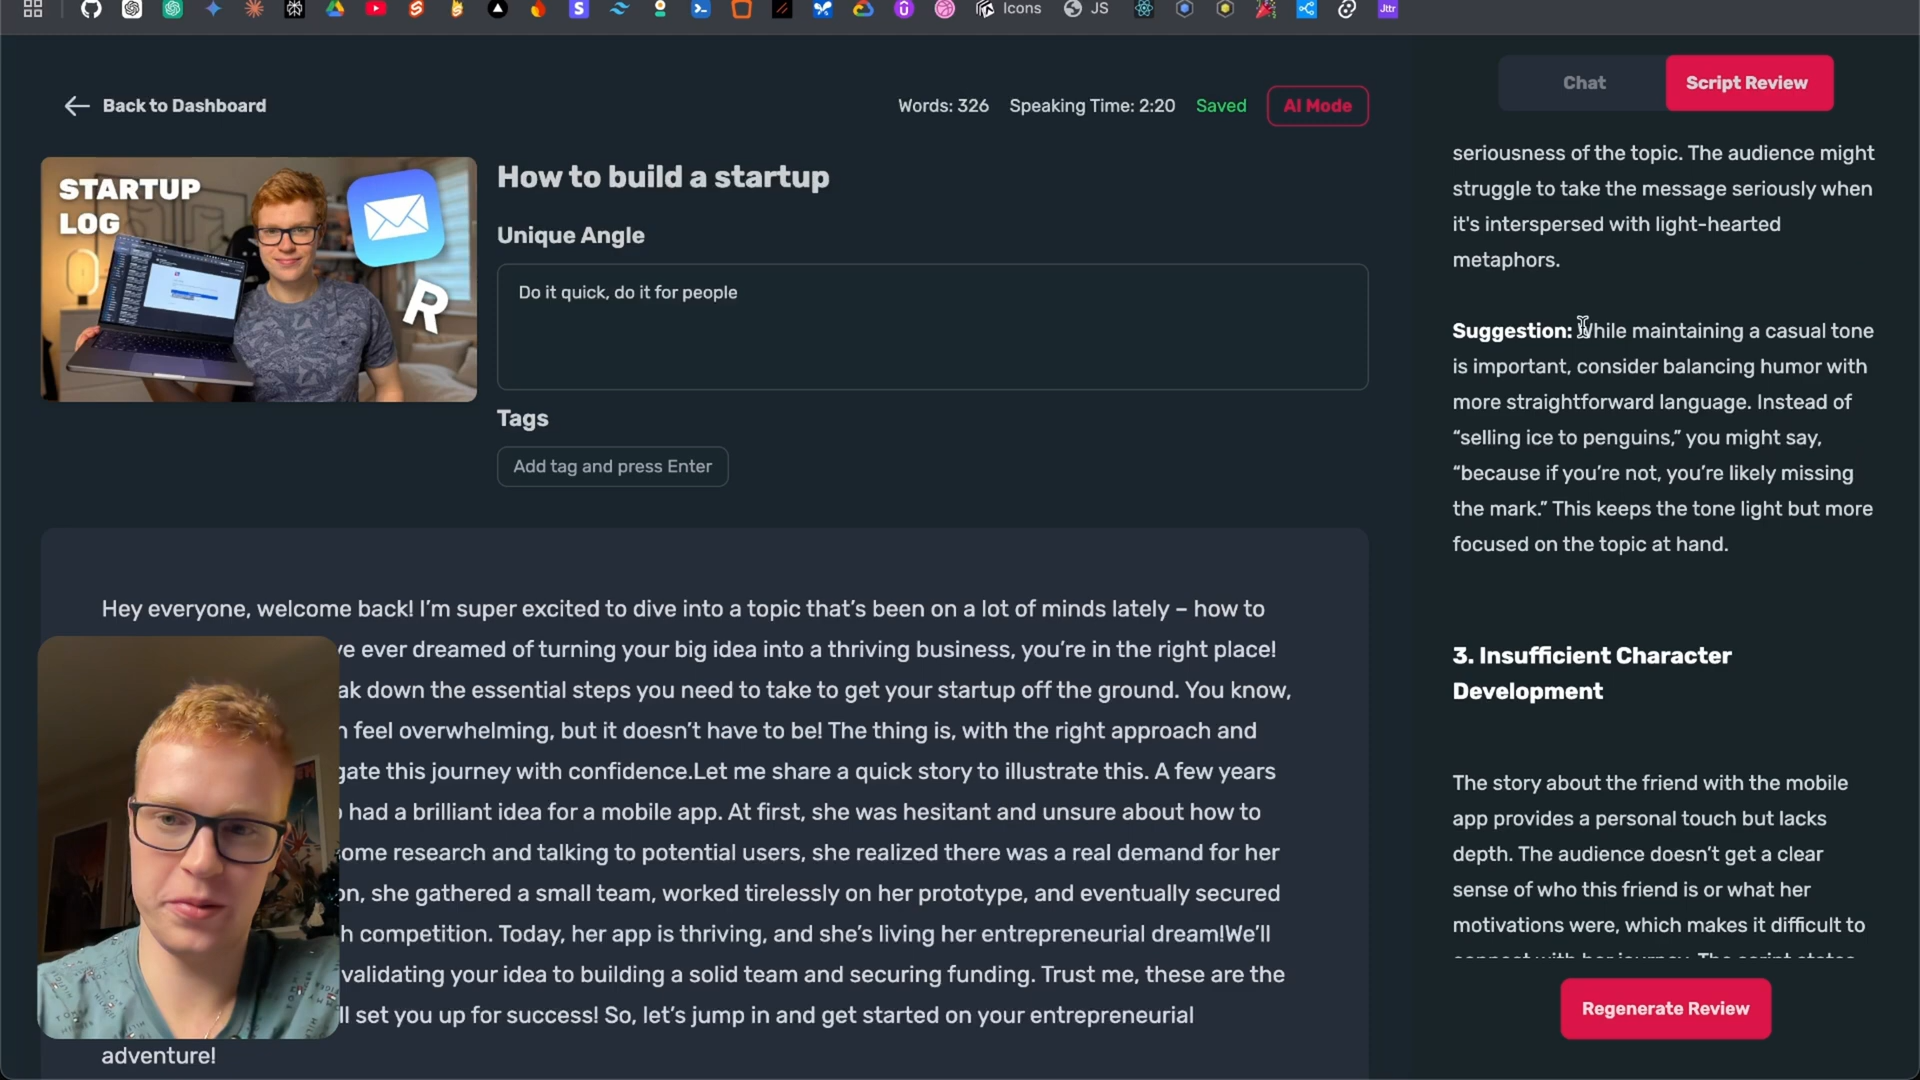 Icons
JS
Jttr
Back to Dashboard
Words: 326
Speaking Time: 2:20
Saved
AI Mode
STARTUP
LOG
R
How to build a startup
Unique Angle
Do it quick, do it for people
Tags
Add tag and press Enter
Hey everyone, welcome back! I'm super excited to dive into a topic that's been on a lot of minds lately – how to
ve ever dreamed of turning your big idea into a thriving business, you're in the right place!
ak down the essential steps you need to take to get your startup off the ground. You know,
feel overwhelming, but it doesn't have to be! The thing is, with the right approach and
gate this journey with confidence.Let me share a quick story to illustrate this. A few years
had a brilliant idea for a mobile app. At first, she was hesitant and unsure about how to
ome research and talking to potential users, she realized there was a real demand for her
on, she gathered a small team, worked tirelessly on her prototype, and eventually secured
h competition. Today, her app is thriving, and she's living her entrepreneurial dream!We'll
validating your idea to building a solid team and securing funding. Trust me, these are the
ll set you up for success! So, let's jump in and get started on your entrepreneurial
adventure!
Chat
Script Review
seriousness of the topic. The audience might
struggle to take the message seriously when
it's interspersed with light-hearted
metaphors.
Suggestion: While maintaining a casual tone
is important, consider balancing humor with
more straightforward language. Instead of
“selling ice to penguins,” you might say,
“because if you're not, you're likely missing
the mark.” This keeps the tone light but more
focused on the topic at hand.
3. Insufficient Character
Development
The story about the friend with the mobile
app provides a personal touch but lacks
depth. The audience doesn't get a clear
sense of who this friend is or what her
motivations were, which makes it difficult to
Regenerate Review